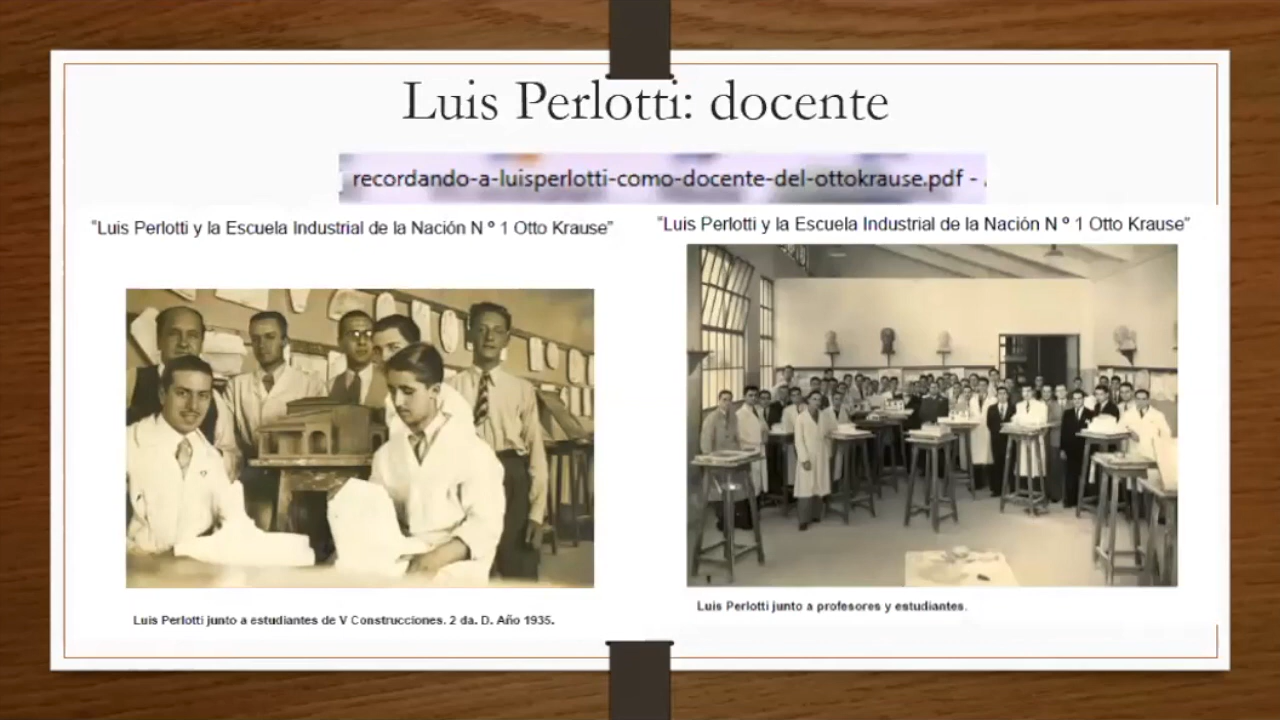 Luis Perlotti: docente
recordando-a-luisperlotti-como-docente-del-ottokrause.pdf -
"Luis Perlotti y la Escuela Industrial de la Nación N º 1 Otto Krause"
"Luis Perlotti y la Escuela Industrial de la Nación N º 1 Otto Krause"
Luis Perlotti junto a estudiantes de V Construcciones. 2 da. D. Año 1935.
Luis Perlotti junto a profesores y estudiantes.